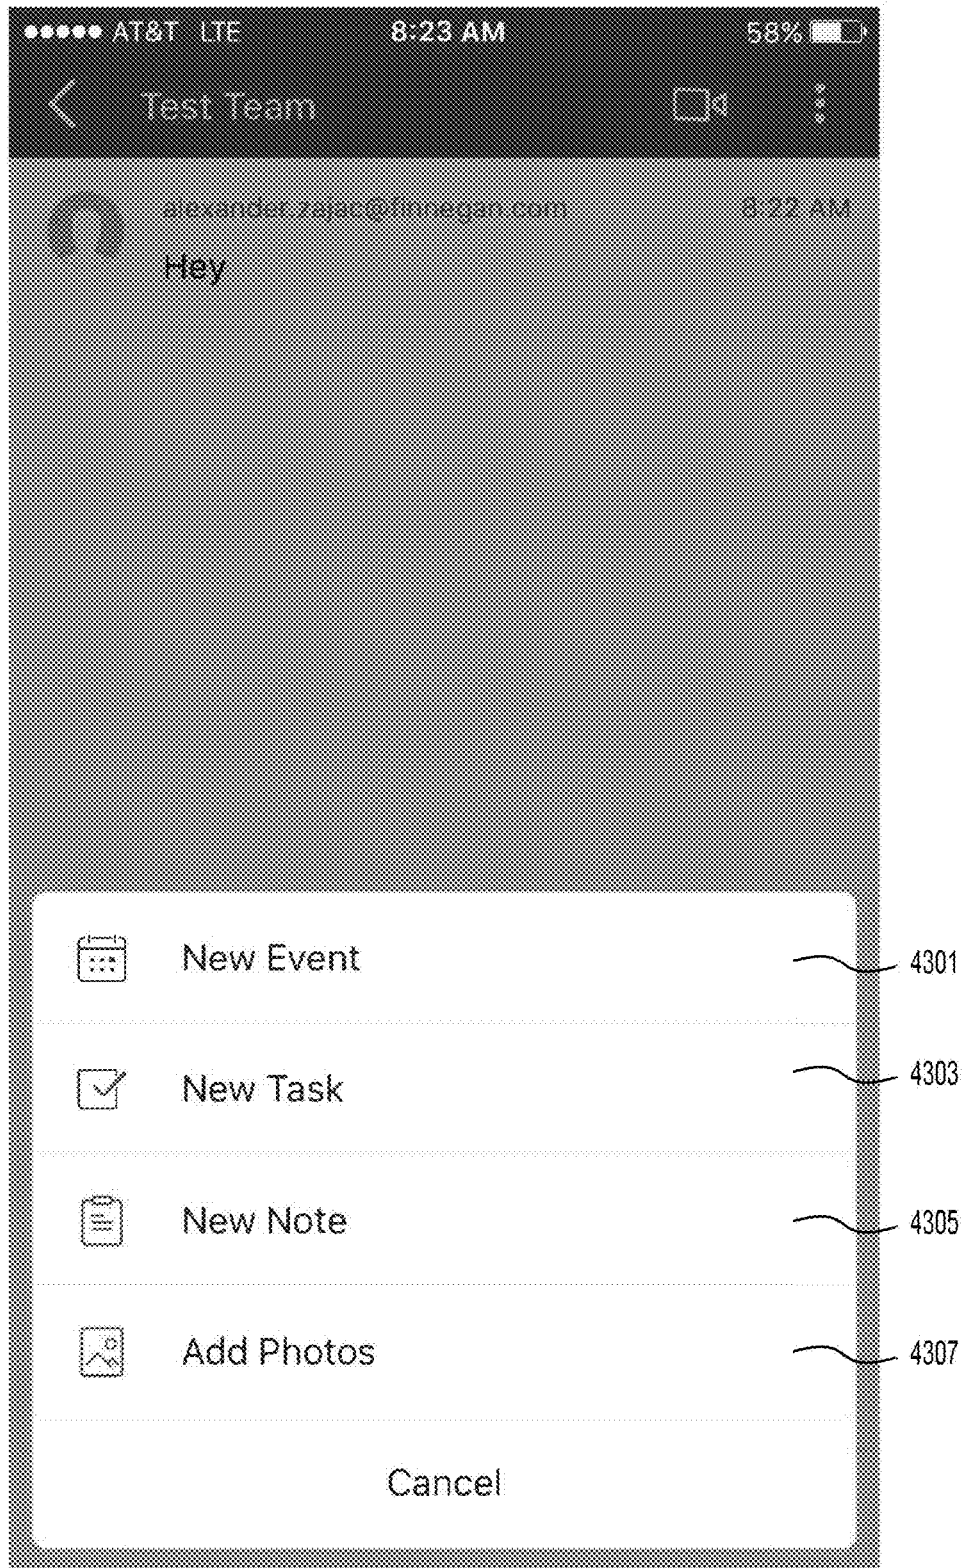 AT&T LTE 8:23 AM 58%
Test Team
alexander.zajac@finnegan.com 8:22 AM
Hey
New Event 4301
New Task 4303
New Note 4305
Add Photos 4307
Cancel